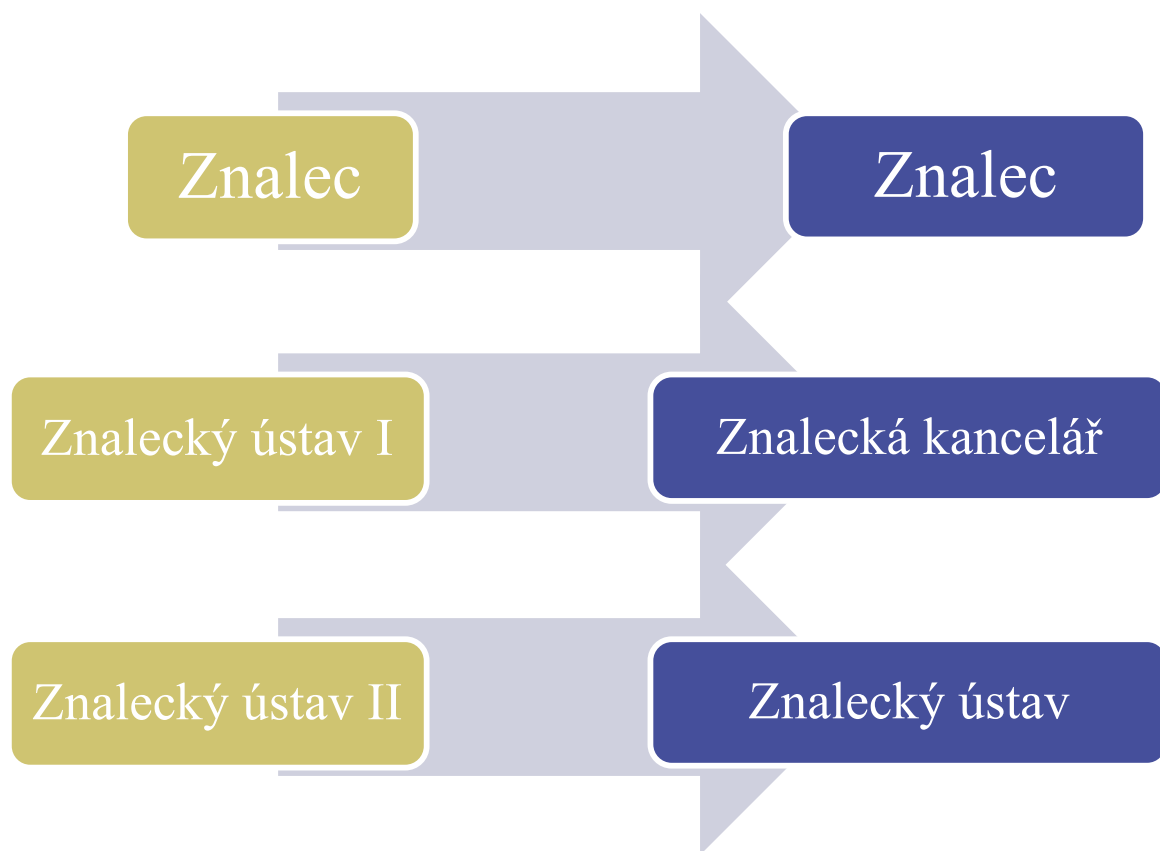 Znalec
Znalec
Znalecký ústav I
Znalecká kancelář
Znalecký ústav II
Znalecký ústav